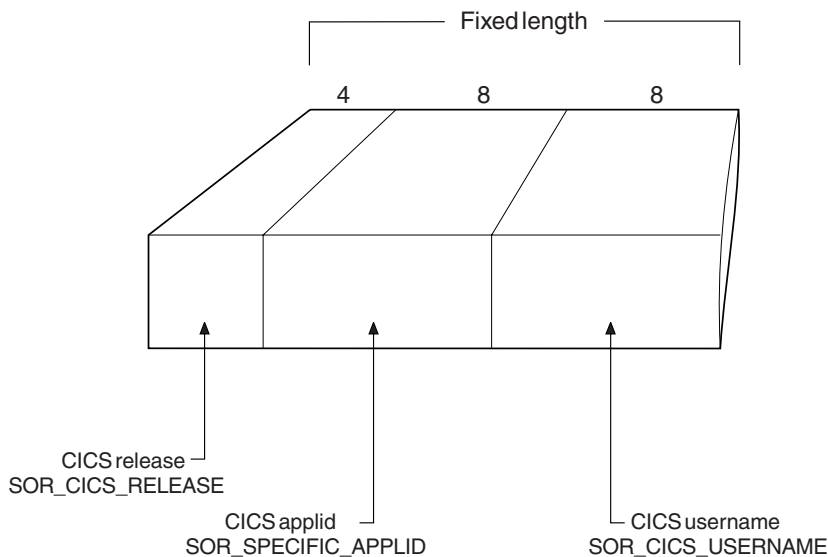 Fixed length
4 8 8
CICS release
SOR_CICS_RELEASE
CICS applid
SOR_SPECIFIC_APPLID
CICS username
SOR_CICS_USERNAME